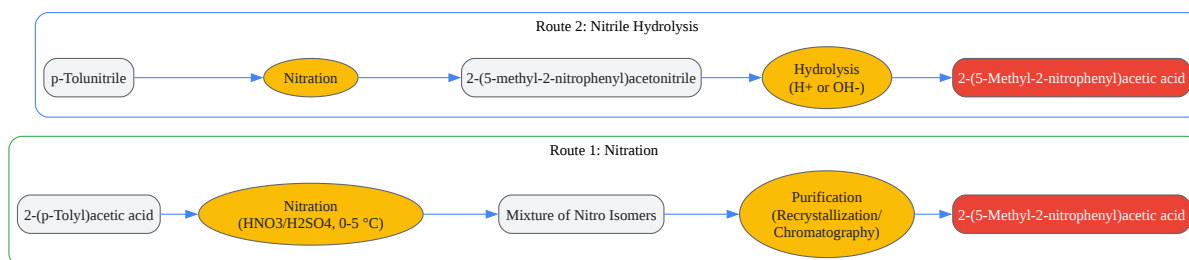 Route 2: Nitrile Hydrolysis
p-Tolunitrile
Nitration
2-(5-methyl-2-nitrophenyl)acetonitrile
Hydrolysis
(H+ or OH-)
2-(5-Methyl-2-nitrophenyl)acetic acid
Route 1: Nitration
2-(p-Tolyl)acetic acid
Nitration
(HNO3/H2SO4, 0-5 °C)
Mixture of Nitro Isomers
Purification
(Recrystallization/
Chromatography)
2-(5-Methyl-2-nitrophenyl)acetic acid